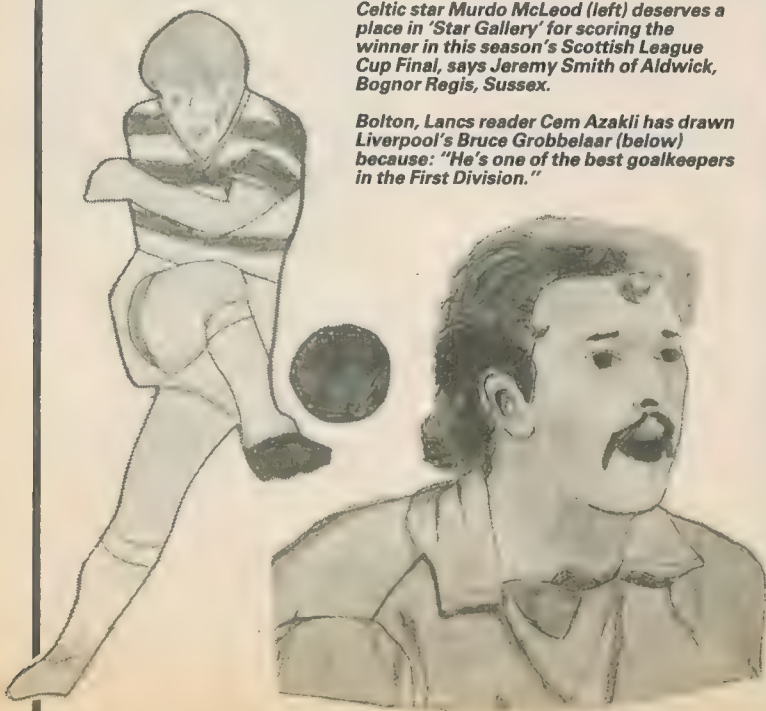 Celtic star Murdo McLeod (left) deserves a
place in 'Star Gallery' for scoring the
winner in this season's Scottish League
Cup Final, says Jeremy Smith of Aldwick,
Bognor Regis, Sussex.
Bolton, Lancs reader Cem Azakli has drawn
Liverpool's Bruce Grobbelaar (below)
because: "He's one of the best goalkeepers
in the First Division."